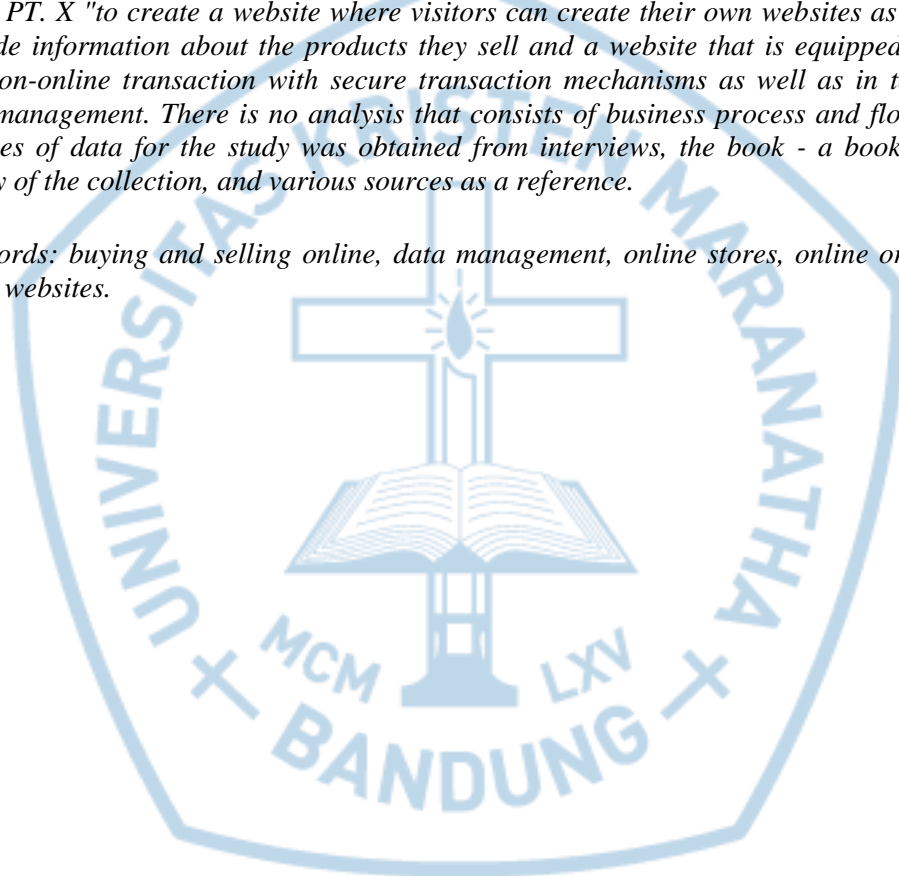 PT. X "to create a website where visitors can create their own websites as
de information about the products they sell and a website that is equipped
on-online transaction with secure transaction mechanisms as well as in t
management. There is no analysis that consists of business process and flo
es of data for the study was obtained from interviews, the book - a book
y of the collection, and various sources as a reference.
ords: buying and selling online, data management, online stores, online or
websites.
UNIVERSITAS KRISTEN MARANATHA
MCM LXV
BANDUNG